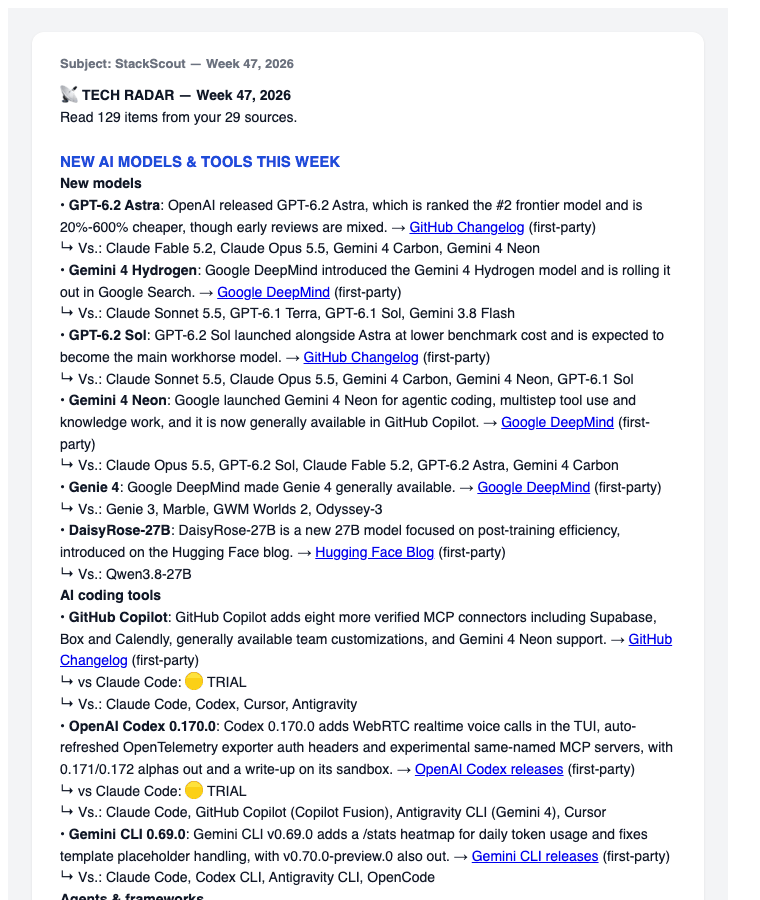 Subject: StackScout — Week 47, 2026
📡 TECH RADAR — Week 47, 2026
Read 129 items from your 29 sources.
NEW AI MODELS & TOOLS THIS WEEK
New models
• GPT-6.2 Astra: OpenAI released GPT-6.2 Astra, which is ranked the #2 frontier model and is
20%-600% cheaper, though early reviews are mixed. → GitHub Changelog (first-party)
↳ Vs.: Claude Fable 5.2, Claude Opus 5.5, Gemini 4 Carbon, Gemini 4 Neon
• Gemini 4 Hydrogen: Google DeepMind introduced the Gemini 4 Hydrogen model and is rolling it
out in Google Search. → Google DeepMind (first-party)
↳ Vs.: Claude Sonnet 5.5, GPT-6.1 Terra, GPT-6.1 Sol, Gemini 3.8 Flash
• GPT-6.2 Sol: GPT-6.2 Sol launched alongside Astra at lower benchmark cost and is expected to
become the main workhorse model. → GitHub Changelog (first-party)
↳ Vs.: Claude Sonnet 5.5, Claude Opus 5.5, Gemini 4 Carbon, Gemini 4 Neon, GPT-6.1 Sol
• Gemini 4 Neon: Google launched Gemini 4 Neon for agentic coding, multistep tool use and
knowledge work, and it is now generally available in GitHub Copilot. → Google DeepMind (first-
party)
↳ Vs.: Claude Opus 5.5, GPT-6.2 Sol, Claude Fable 5.2, GPT-6.2 Astra, Gemini 4 Carbon
• Genie 4: Google DeepMind made Genie 4 generally available. → Google DeepMind (first-party)
↳ Vs.: Genie 3, Marble, GWM Worlds 2, Odyssey-3
• DaisyRose-27B: DaisyRose-27B is a new 27B model focused on post-training efficiency,
introduced on the Hugging Face blog. → Hugging Face Blog (first-party)
↳ Vs.: Qwen3.8-27B
AI coding tools
• GitHub Copilot: GitHub Copilot adds eight more verified MCP connectors including Supabase,
Box and Calendly, generally available team customizations, and Gemini 4 Neon support. → GitHub
Changelog (first-party)
↳ vs Claude Code: 🟡 TRIAL
↳ Vs.: Claude Code, Codex, Cursor, Antigravity
• OpenAI Codex 0.170.0: Codex 0.170.0 adds WebRTC realtime voice calls in the TUI, auto-
refreshed OpenTelemetry exporter auth headers and experimental same-named MCP servers, with
0.171/0.172 alphas out and a write-up on its sandbox. → OpenAI Codex releases (first-party)
↳ vs Claude Code: 🟡 TRIAL
↳ Vs.: Claude Code, GitHub Copilot (Copilot Fusion), Antigravity CLI (Gemini 4), Cursor
• Gemini CLI 0.69.0: Gemini CLI v0.69.0 adds a /stats heatmap for daily token usage and fixes
template placeholder handling, with v0.70.0-preview.0 also out. → Gemini CLI releases (first-party)
↳ Vs.: Claude Code, Codex CLI, Antigravity CLI, OpenCode
Agents & frameworks